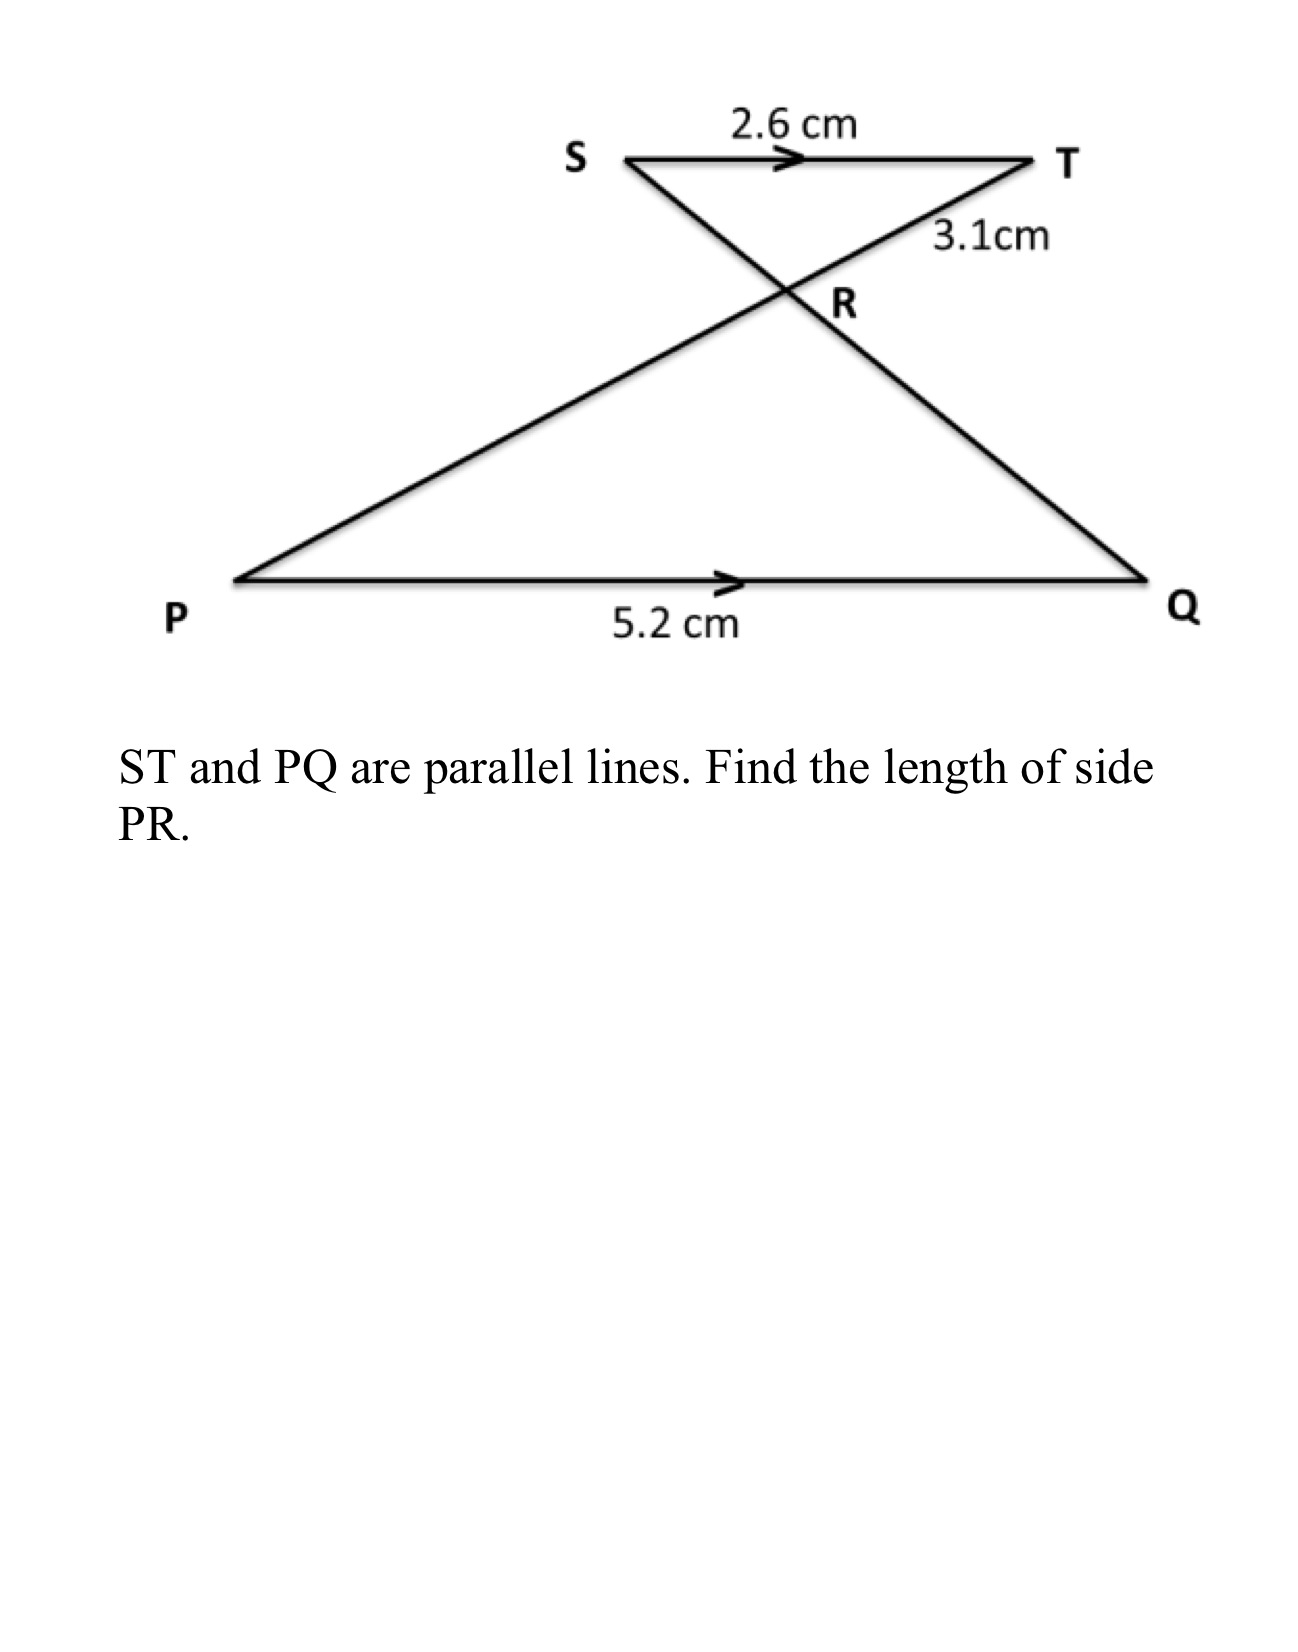 2.6 cm
S
T
3.1cm
R
P
5.2 cm
Q
ST and PQ are parallel lines. Find the length of side
PR.